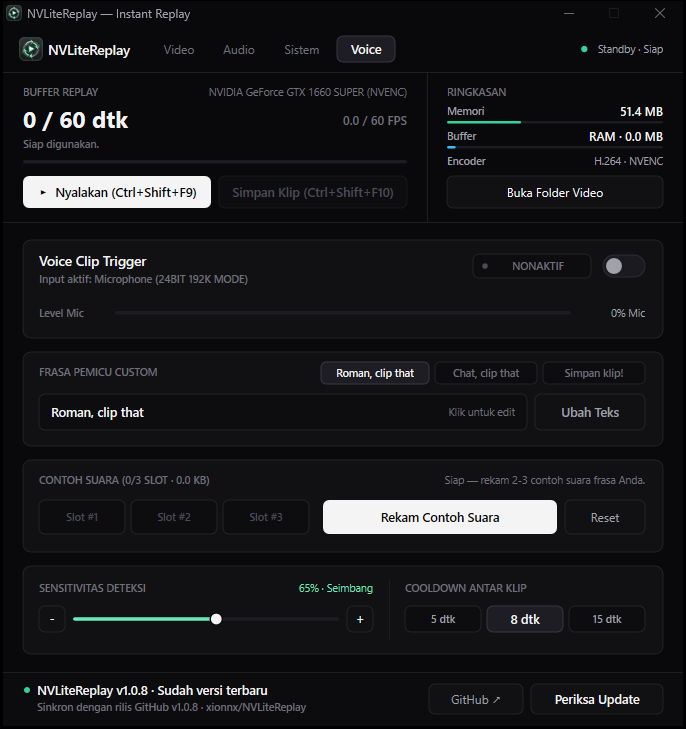 NVLiteReplay — Instant Replay
NVLiteReplay
Video
Audio
Sistem
Voice
Standby · Siap
BUFFER REPLAY
NVIDIA GeForce GTX 1660 SUPER (NVENC)
0 / 60 dtk
0.0 / 60 FPS
Siap digunakan.
Nyalakan (Ctrl+Shift+F9)
Simpan Klip (Ctrl+Shift+F10)
RINGKASAN
Memori 51.4 MB
Buffer RAM · 0.0 MB
Encoder H.264 · NVENC
Buka Folder Video
Voice Clip Trigger
Input aktif: Microphone (24BIT 192K MODE)
NONAKTIF
Level Mic
0% Mic
FRASA PEMICU CUSTOM
Roman, clip that
Chat, clip that
Simpan klip!
Roman, clip that
Klik untuk edit
Ubah Teks
CONTOH SUARA (0/3 SLOT · 0.0 KB)
Siap — rekam 2-3 contoh suara frasa Anda.
Slot #1
Slot #2
Slot #3
Rekam Contoh Suara
Reset
SENSITIVITAS DETEKSI
65% · Seimbang
-
+
COOLDOWN ANTAR KLIP
5 dtk
8 dtk
15 dtk
NVLiteReplay v1.0.8 · Sudah versi terbaru
Sinkron dengan rilis GitHub v1.0.8 · xionnx/NVLiteReplay
GitHub ↗
Periksa Update